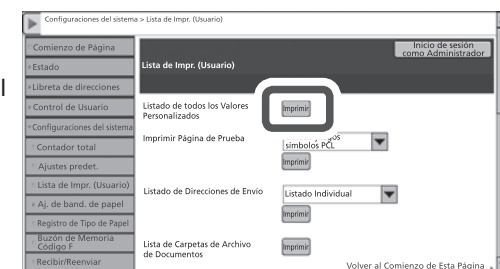 Configuraciones del sistema > Lista de Impr. (Usuario)
Comienzo de Página
Estado
Libreta de direcciones
Control de Usuario
Configuraciones del sistema
Contador total
Ajustes predet.
Lista de Impr. (Usuario)
Aj. de band. de papel
Registro de Tipo de Papel
Buzón de Memoria
Código F
Recibir/Reenviar
Inicio de sesión
como Administrador
Lista de Impr. (Usuario)
Listado de todos los Valores
Personalizados
Imprimir
Imprimir Página de Prueba
símbolos PCL
Imprimir
Listado de Direcciones de Envío
Listado Individual
Imprimir
Lista de Carpetas de Archivo
de Documentos
Imprimir
Volver al Comienzo de Esta Página